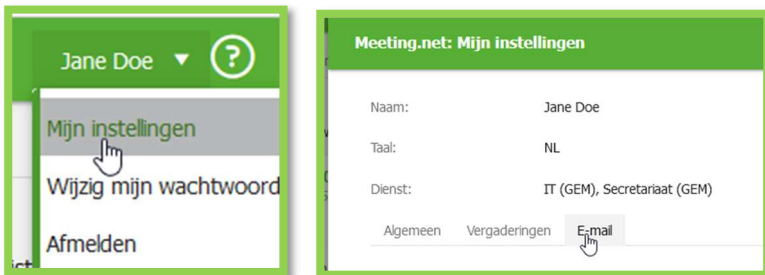 Jane Doe ▼ ?
Mijn instellingen
Wijzig mijn wachtwoord
Afmelden
Meeting.net: Mijn instellingen
Naam: Jane Doe
Taal: NL
Dienst: IT (GEM), Secretariaat (GEM)
Algemeen Vergaderingen E-mail